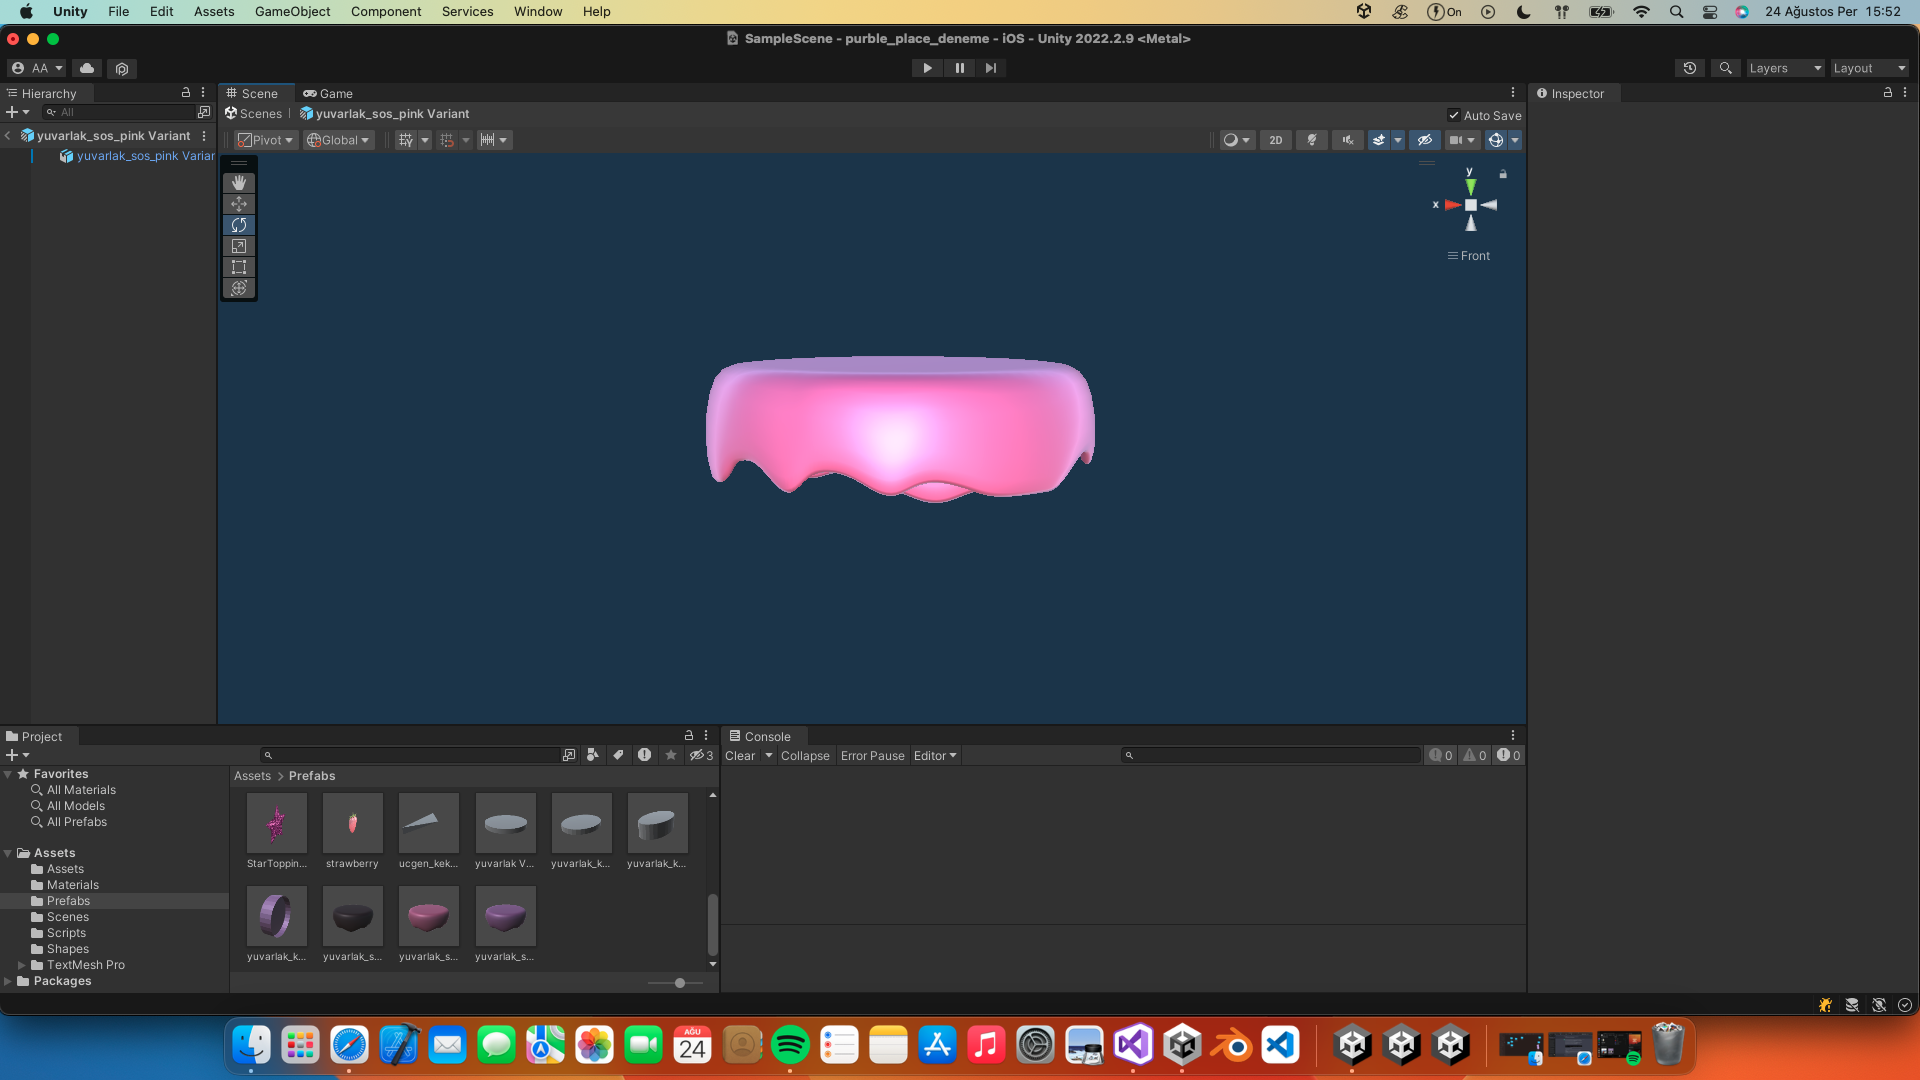 Unity File Edit Assets GameObject Component Services Window Help On 24 Ağustos Per 15:52
SampleScene - purble_place_deneme - iOS - Unity 2022.2.9 <Metal>
AA Layers Layout
Hierarchy Scene Game Inspector
All Scenes yuvarlak_sos_pink Variant Auto Save
yuvarlak_sos_pink Variant Pivot Global 2D
yuvarlak_sos_pink Varian
y
x
Front
Project Console
3 Clear Collapse Error Pause Editor 0 0 0
Favorites Assets > Prefabs
All Materials
All Models
All Prefabs
Assets StarToppin... strawberry ucgen_kek... yuvarlak V... yuvarlak_k... yuvarlak_k...
Assets
Materials
Prefabs
Scenes
Scripts
Shapes yuvarlak_k... yuvarlak_s... yuvarlak_s... yuvarlak_s...
TextMesh Pro
Packages
AĞU
24